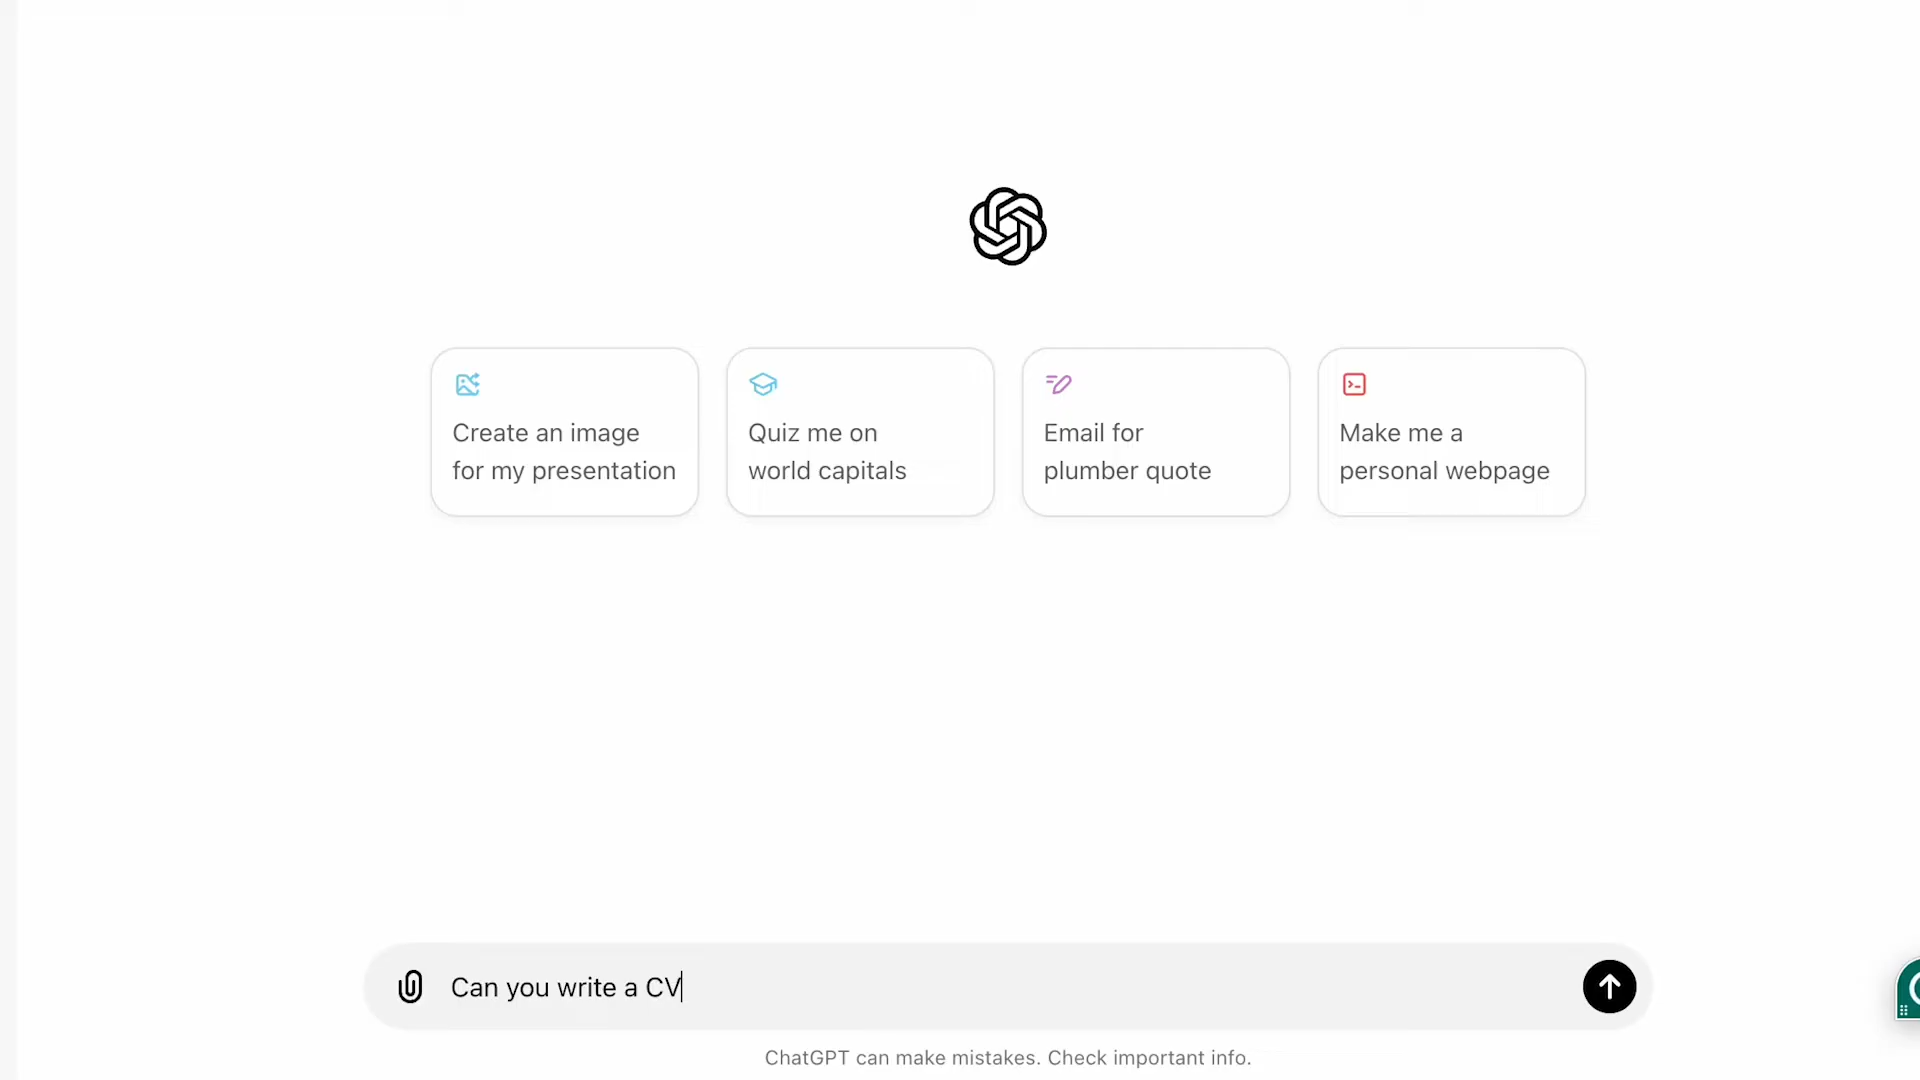 Create an image
for my presentation
Quiz me on
world capitals
Email for
plumber quote
Make me a
personal webpage
Can you write a CV
ChatGPT can make mistakes. Check important info.